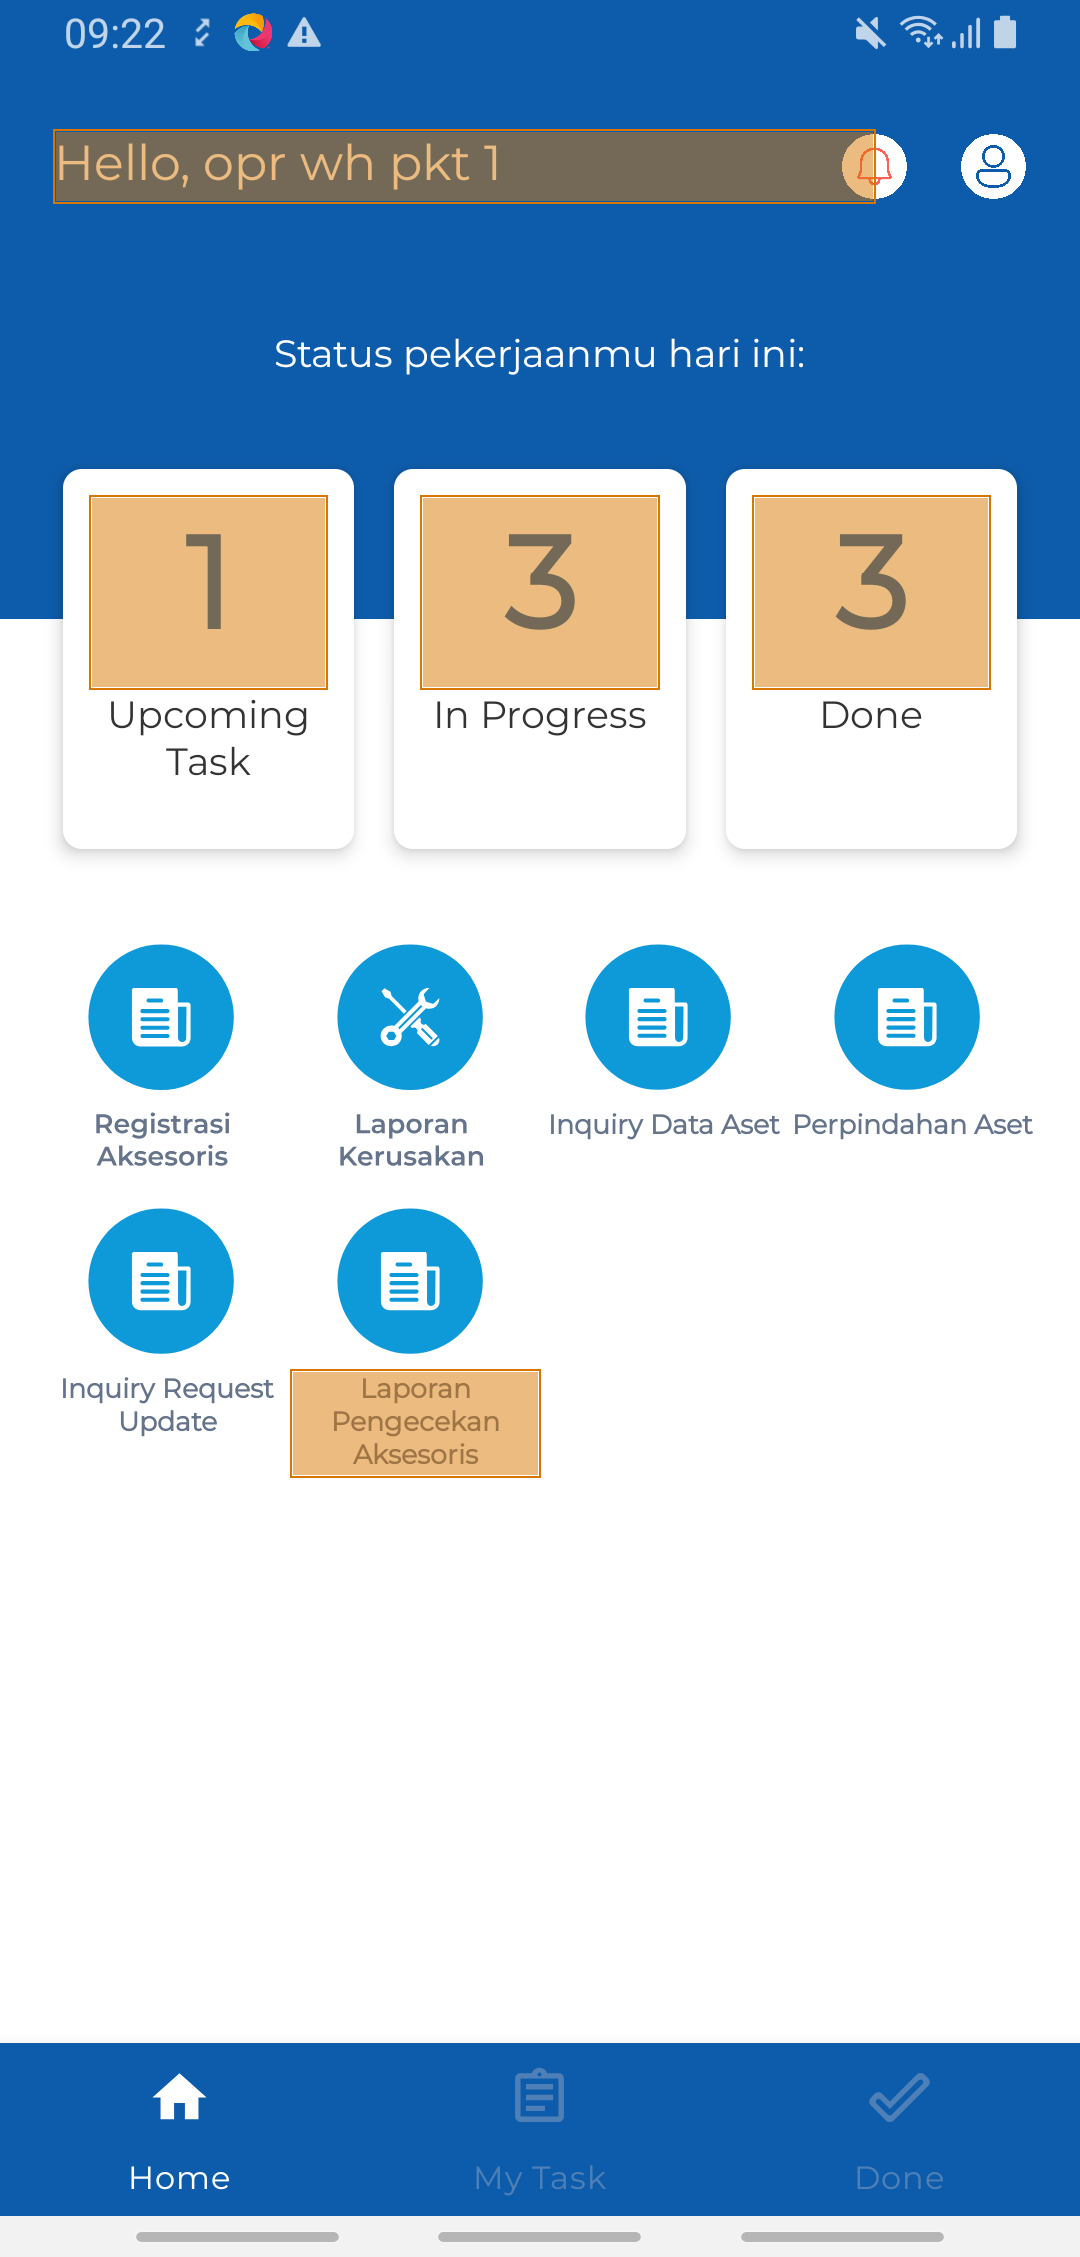 09:22
Hello, opr wh pkt 1
Status pekerjaanmu hari ini:
1
Upcoming
Task
3
In Progress
3
Done
Registrasi
Aksesoris
Laporan
Kerusakan
Inquiry Data Aset
Perpindahan Aset
Inquiry Request
Update
Laporan
Pengecekan
Aksesoris
Home
My Task
Done